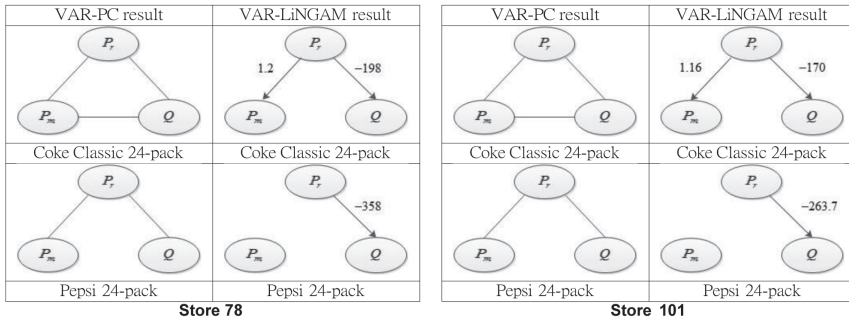 VAR-PC result
VAR-LiNGAM result
Pr
Pm
Q
Pr
1.2
−198
Pm
Q
Coke Classic 24-pack
Coke Classic 24-pack
Pr
Pm
Q
Pr
−358
Pm
Q
Pepsi 24-pack
Pepsi 24-pack
Store 78
VAR-PC result
VAR-LiNGAM result
Pr
Pm
Q
Pr
1.16
−170
Pm
Q
Coke Classic 24-pack
Coke Classic 24-pack
Pr
Pm
Q
Pr
−263.7
Pm
Q
Pepsi 24-pack
Pepsi 24-pack
Store 101